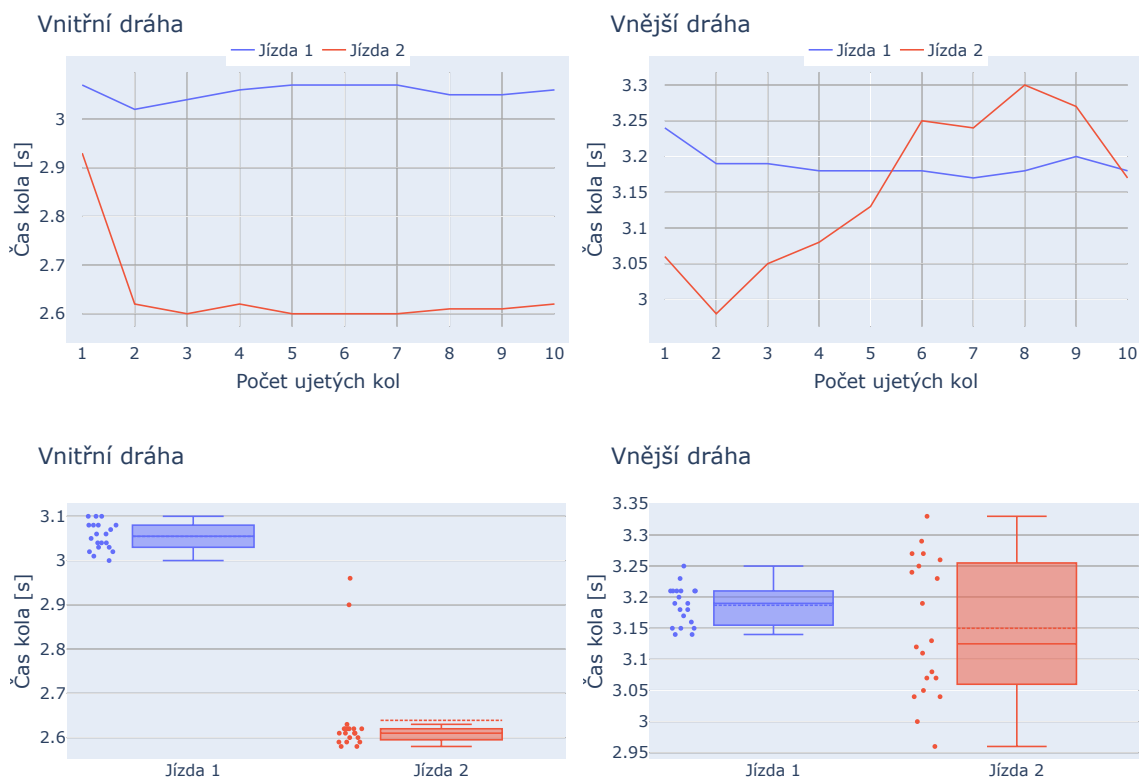 Vnitřní dráha
Jízda 1 Jízda 2
3
2.9
2.8
2.7
2.6
Čas kola [s]
1 2 3 4 5 6 7 8 9 10
Počet ujetých kol
Vnější dráha
Jízda 1 Jízda 2
3.3
3.25
3.2
3.15
3.1
3.05
3
Čas kola [s]
1 2 3 4 5 6 7 8 9 10
Počet ujetých kol
Vnitřní dráha
3.1
3
2.9
2.8
2.7
2.6
Čas kola [s]
Jízda 1 Jízda 2
Vnější dráha
3.35
3.3
3.25
3.2
3.15
3.1
3.05
3
2.95
Čas kola [s]
Jízda 1 Jízda 2